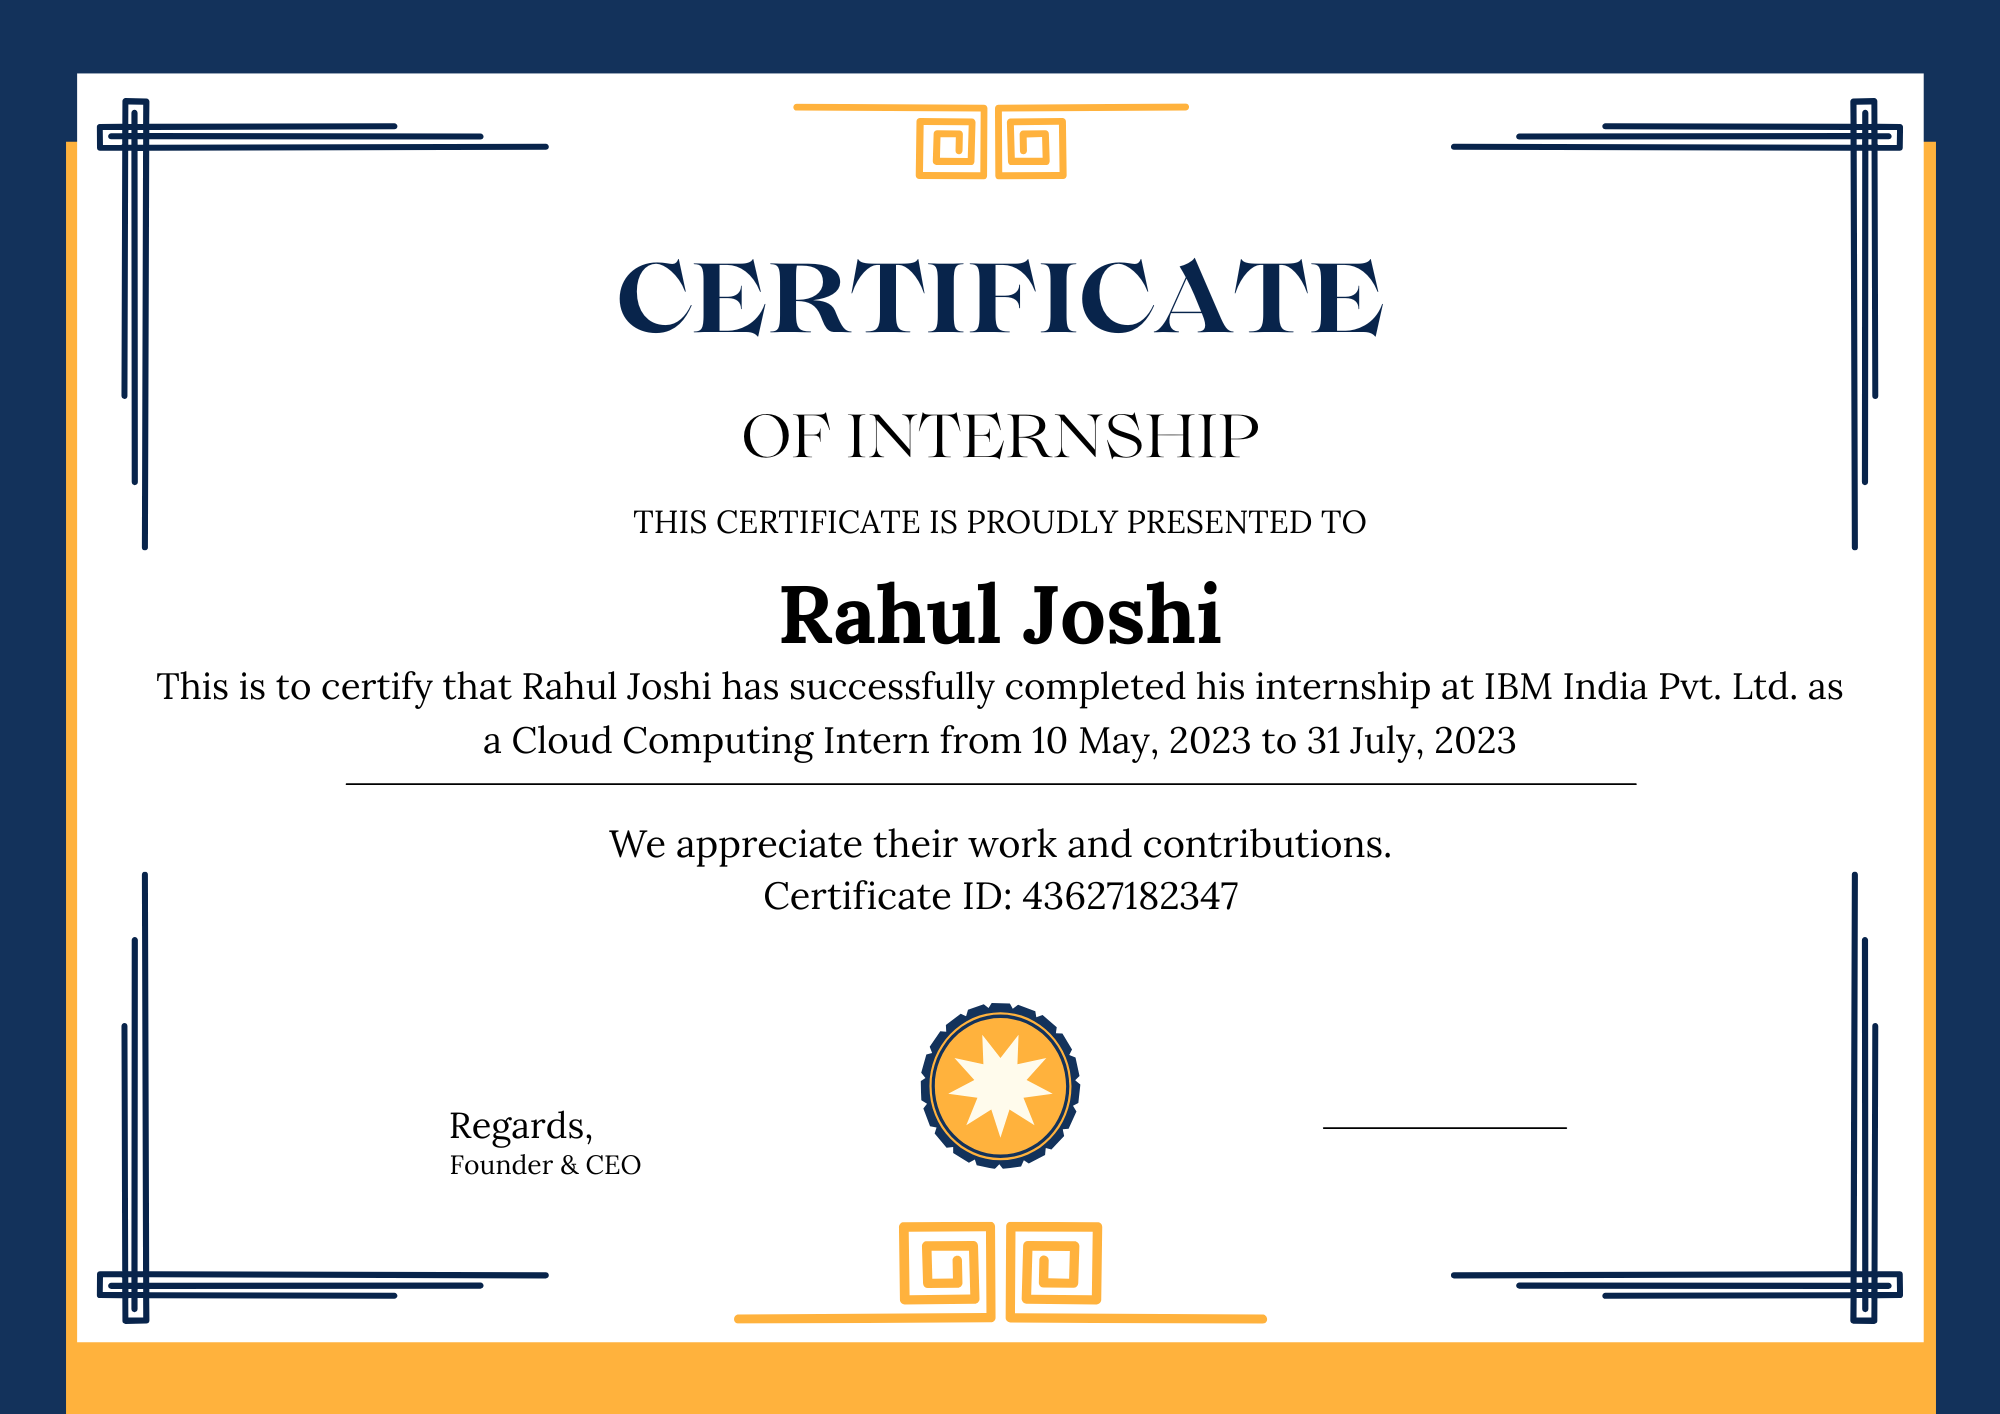 CERTIFICATE
OF INTERNSHIP
THIS CERTIFICATE IS PROUDLY PRESENTED TO
Rahul Joshi
This is to certify that Rahul Joshi has successfully completed his internship at IBM India Pvt. Ltd. as
a Cloud Computing Intern from 10 May, 2023 to 31 July, 2023
We appreciate their work and contributions.
Certificate ID: 43627182347
Regards,
Founder & CEO